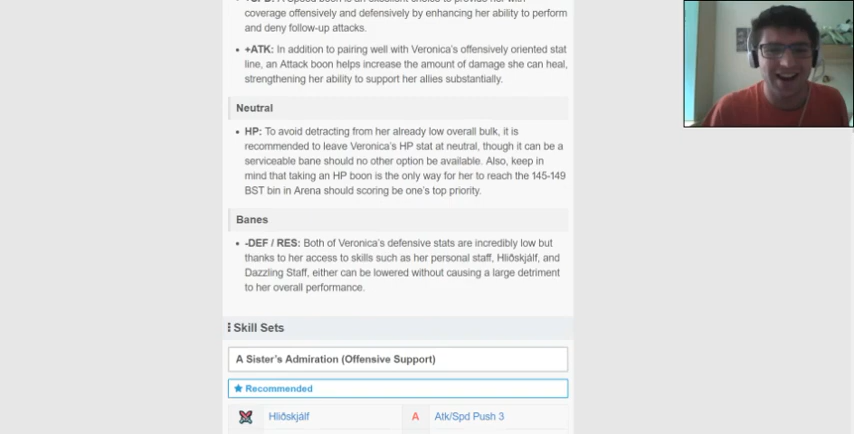 coverage offensively and defensively by enhancing her ability to perform
and deny follow-up attacks.
• +ATK: In addition to pairing well with Veronica's offensively oriented stat
line, an Attack boon helps increase the amount of damage she can heal,
strengthening her ability to support her allies substantially.
Neutral
• HP: To avoid detracting from her already low overall bulk, it is
recommended to leave Veronica's HP stat at neutral, though it can be a
serviceable bane should no other option be available. Also, keep in
mind that taking an HP boon is the only way for her to reach the 145-149
BST bin in Arena should scoring be one's top priority.
Banes
• -DEF / RES: Both of Veronica's defensive stats are incredibly low but
thanks to her access to skills such as her personal staff, Hliðskjálf, and
Dazzling Staff, either can be lowered without causing a large detriment
to her overall performance.
Skill Sets
A Sister's Admiration (Offensive Support)
Recommended
Hliðskjálf A Atk/Spd Push 3